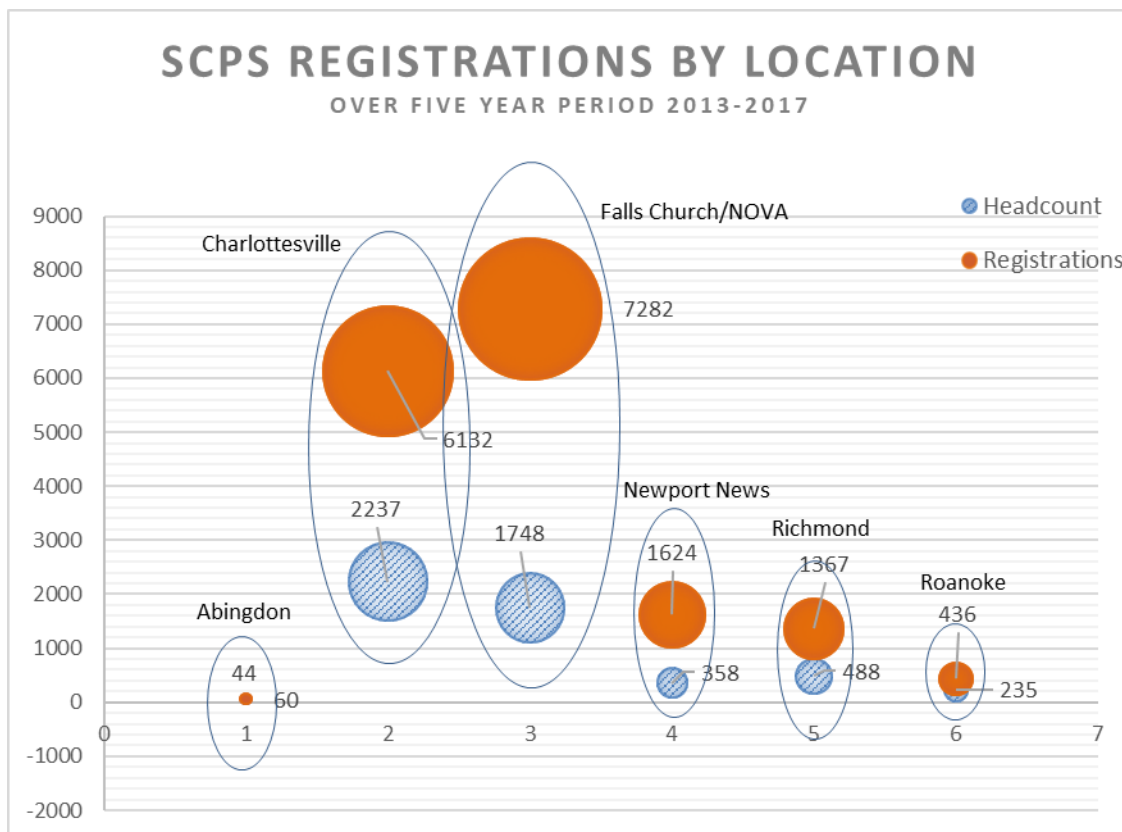 SCPS REGISTRATIONS BY LOCATION
OVER FIVE YEAR PERIOD 2013-2017
9000
8000
7000
6000
5000
4000
3000
2000
1000
0
-1000
-2000
0 1 2 3 4 5 6 7
Headcount
Registrations
Abingdon
44
60
Charlottesville
6132
2237
Falls Church/NOVA
7282
1748
Newport News
1624
358
Richmond
1367
488
Roanoke
436
235